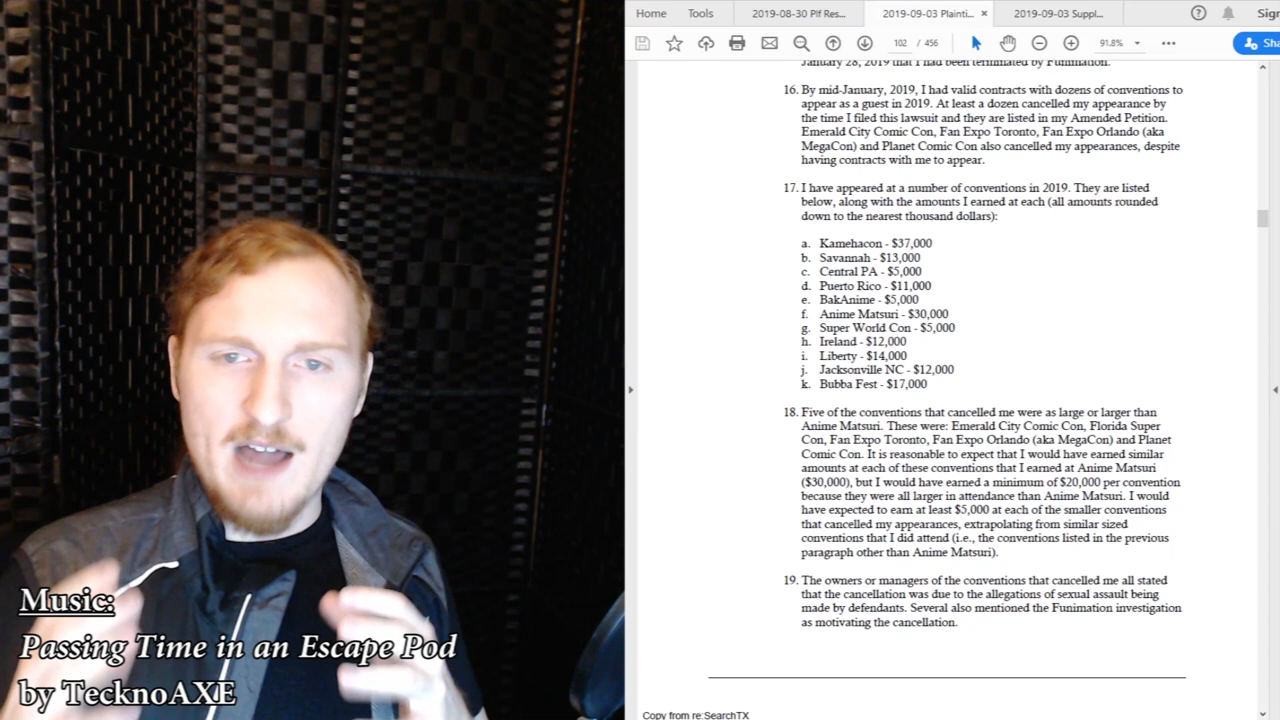 Home Tools 2019-08-30 Plf Res... 2019-09-03 Plainti... × 2019-09-03 Suppl... Sign
102 / 456 91.8% Sha
January 28, 2019 that I had been terminated by Funimation.
16. By mid-January, 2019, I had valid contracts with dozens of conventions to
appear as a guest in 2019. At least a dozen cancelled my appearance by
the time I filed this lawsuit and they are listed in my Amended Petition.
Emerald City Comic Con, Fan Expo Toronto, Fan Expo Orlando (aka
MegaCon) and Planet Comic Con also cancelled my appearances, despite
having contracts with me to appear.
17. I have appeared at a number of conventions in 2019. They are listed
below, along with the amounts I earned at each (all amounts rounded
down to the nearest thousand dollars):
a. Kamehacon - $37,000
b. Savannah - $13,000
c. Central PA - $5,000
d. Puerto Rico - $11,000
e. BakAnime - $5,000
f. Anime Matsuri - $30,000
g. Super World Con - $5,000
h. Ireland - $12,000
i. Liberty - $14,000
j. Jacksonville NC - $12,000
k. Bubba Fest - $17,000
18. Five of the conventions that cancelled me were as large or larger than
Anime Matsuri. These were: Emerald City Comic Con, Florida Super
Con, Fan Expo Toronto, Fan Expo Orlando (aka MegaCon) and Planet
Comic Con. It is reasonable to expect that I would have earned similar
amounts at each of these conventions that I earned at Anime Matsuri
($30,000), but I would have earned a minimum of $20,000 per convention
because they were all larger in attendance than Anime Matsuri. I would
have expected to earn at least $5,000 at each of the smaller conventions
that cancelled my appearances, extrapolating from similar sized
conventions that I did attend (i.e., the conventions listed in the previous
paragraph other than Anime Matsuri).
19. The owners or managers of the conventions that cancelled me all stated
that the cancellation was due to the allegations of sexual assault being
made by defendants. Several also mentioned the Funimation investigation
as motivating the cancellation.
Copy from re:SearchTX
Music:
Passing Time in an Escape Pod
by TecknoAXE